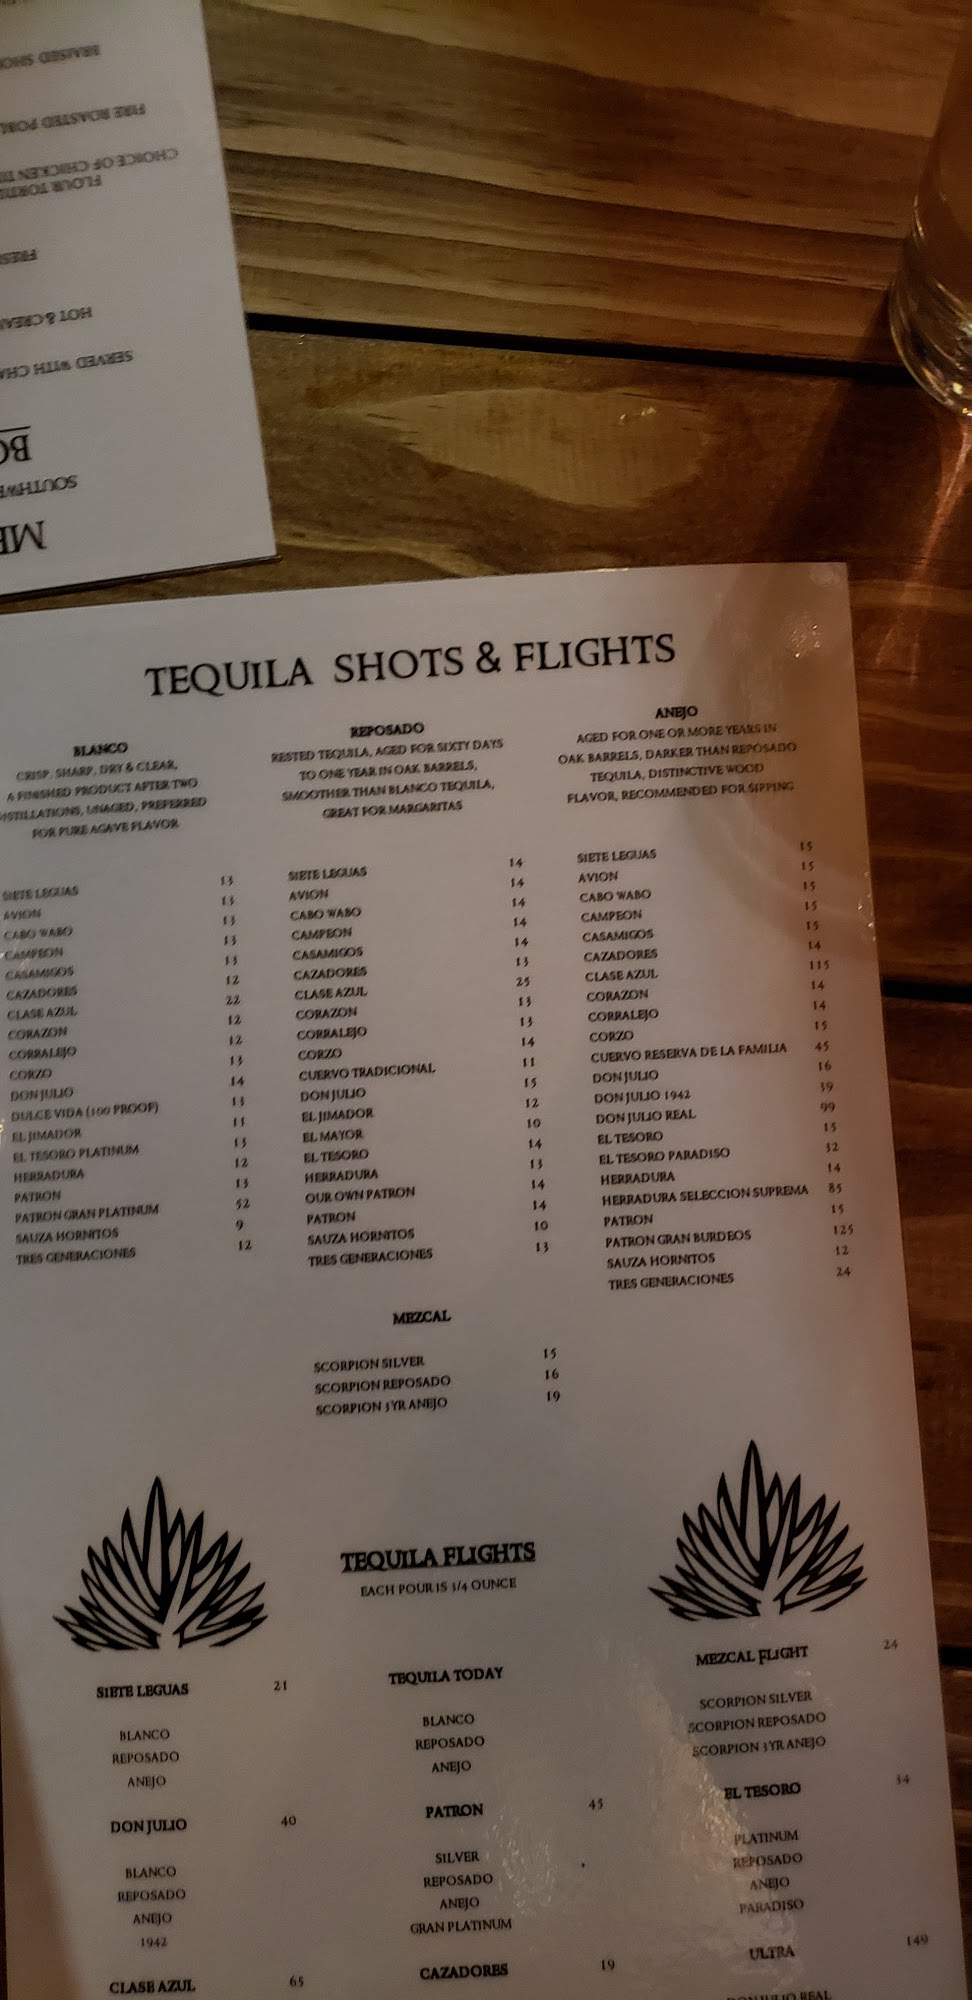 BRAISED
FIRE ROASTED
CHOICE OF CHICKEN
FLOUR
HOT &
SERVED WITH
TEQUILA SHOTS & FLIGHTS
BLANCO
CRISP, SHARP, DRY & CLEAR,
A FINISHED PRODUCT AFTER TWO
UNAGED, PREFERRED
FOR PURE AGAVE FLAVOR
SIETE LEGUAS 13
AVION 13
CABO WABO 13
CAMPEON 13
CASAMIGOS 13
CAZADORES 12
CLASE AZUL 22
CORAZON 12
CORRALEJO 12
CORZO 13
DON JULIO 14
DULCE VIDA (100 PROOF) 13
EL JIMADOR 11
EL TESORO PLATINUM 13
HERRADURA 12
PATRON 13
PATRON GRAN PLATINUM 52
SAUZA HORNITOS 9
TRES GENERACIONES 12
REPOSADO
RESTED TEQUILA, AGED FOR SIXTY DAYS
TO ONE YEAR IN OAK BARRELS,
SMOOTHER THAN BLANCO TEQUILA,
GREAT FOR MARGARITAS
SIETE LEGUAS 14
AVION 14
CABO WABO 14
CAMPEON 14
CASAMIGOS 14
CAZADORES 13
CLASE AZUL 25
CORAZON 13
CORRALEJO 13
CORZO 14
CUERVO TRADICIONAL 11
DON JULIO 15
EL JIMADOR 12
EL MAYOR 10
EL TESORO 14
HERRADURA 13
OUR OWN PATRON 14
PATRON 14
SAUZA HORNITOS 10
TRES GENERACIONES 13
ANEJO
AGED FOR ONE OR MORE YEARS IN
OAK BARRELS, DARKER THAN REPOSADO
TEQUILA, DISTINCTIVE WOOD
FLAVOR, RECOMMENDED FOR SIPPING
SIETE LEGUAS 15
AVION 15
CABO WABO 15
CAMPEON 15
CASAMIGOS 15
CAZADORES 14
CLASE AZUL 115
CORAZON 14
CORRALEJO 14
CORZO 15
CUERVO RESERVA DE LA FAMILIA 45
DON JULIO 16
DON JULIO 1942 39
DON JULIO REAL 99
EL TESORO 15
EL TESORO PARADISO 32
HERRADURA 14
HERRADURA SELECCION SUPREMA 85
PATRON 15
PATRON GRAN BURDEOS 125
SAUZA HORNITOS 12
TRES GENERACIONES 24
MEZCAL
SCORPION SILVER 15
SCORPION REPOSADO 16
SCORPION 3YR ANEJO 19
TEQUILA FLIGHTS
EACH POUR IS 3/4 OUNCE
SIETE LEGUAS 21
BLANCO
REPOSADO
ANEJO
DON JULIO 40
BLANCO
REPOSADO
ANEJO
1942
CLASE AZUL 65
TEQUILA TODAY
BLANCO
REPOSADO
ANEJO
PATRON 45
SILVER
REPOSADO
ANEJO
GRAN PLATINUM
CAZADORES 19
MEZCAL FLIGHT 24
SCORPION SILVER
SCORPION REPOSADO
SCORPION 3YR ANEJO
EL TESORO 34
PLATINUM
REPOSADO
ANEJO
PARADISO
ULTRA 149
DON JULIO REAL